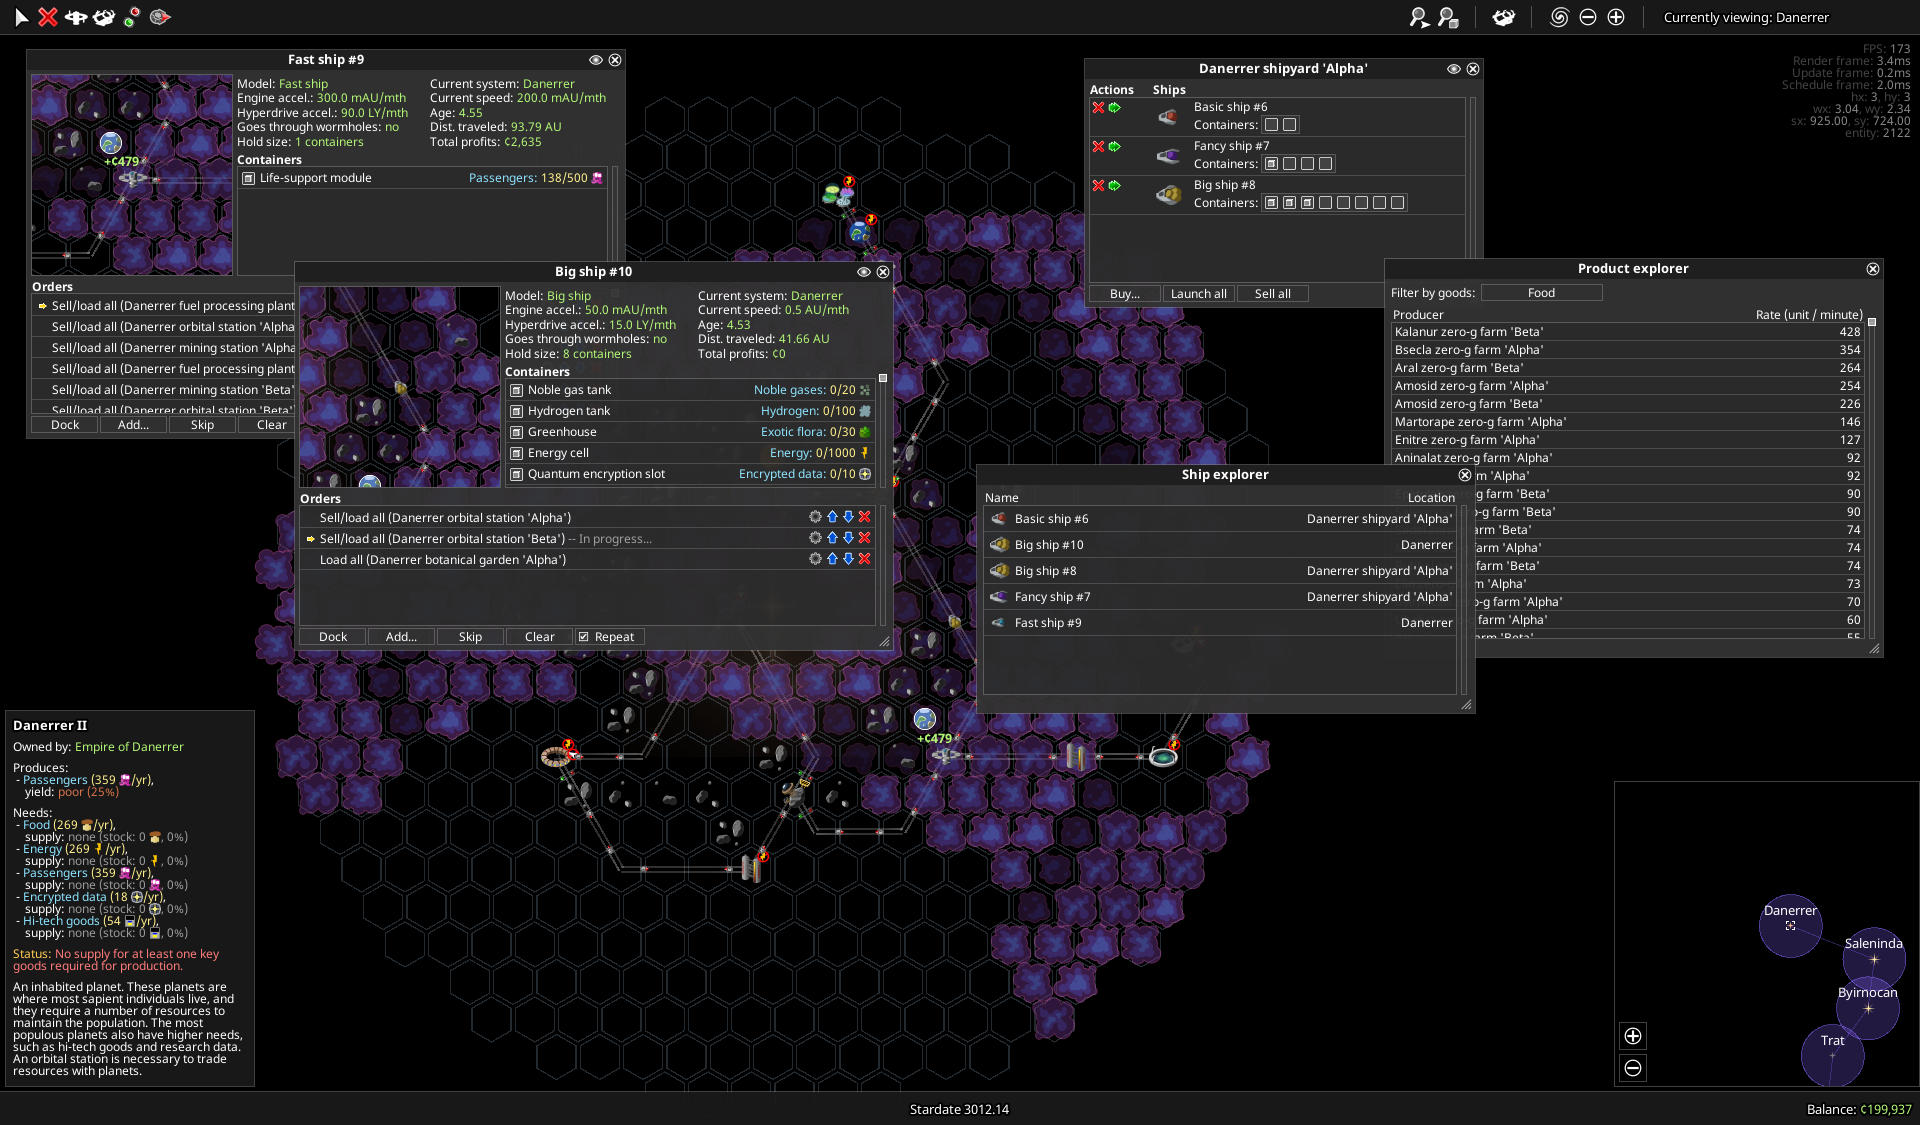 Currently viewing: Danerrer
FPS: 173
Render frame: 3.4ms
Update frame: 0.2ms
Schedule frame: 2.0ms
hx: 3, hy: 3
wx: 3.04, wy: 2.34
sx: 925.00, sy: 724.00
entity: 2122
Fast ship #9
Model: Fast ship
Engine accel.: 300.0 mAU/mth
Hyperdrive accel.: 90.0 LY/mth
Goes through wormholes: no
Hold size: 1 containers
Current system: Danerrer
Current speed: 200.0 mAU/mth
Age: 4.55
Dist. traveled: 93.79 AU
Total profits: ¢2,635
+¢479
Containers
Life-support module Passengers: 138/500
Orders
Sell/load all (Danerrer fuel processing plant
Sell/load all (Danerrer orbital station 'Alpha
Sell/load all (Danerrer mining station 'Alpha
Sell/load all (Danerrer fuel processing plant
Sell/load all (Danerrer mining station 'Beta'
Sell/load all (Danerrer orbital station 'Beta')
Dock Add... Skip Clear
Big ship #10
Model: Big ship
Engine accel.: 50.0 mAU/mth
Hyperdrive accel.: 15.0 LY/mth
Goes through wormholes: no
Hold size: 8 containers
Current system: Danerrer
Current speed: 0.5 AU/mth
Age: 4.53
Dist. traveled: 41.66 AU
Total profits: ¢0
Containers
Noble gas tank Noble gases: 0/20
Hydrogen tank Hydrogen: 0/100
Greenhouse Exotic flora: 0/30
Energy cell Energy: 0/1000
Quantum encryption slot Encrypted data: 0/10
Orders
Sell/load all (Danerrer orbital station 'Alpha')
Sell/load all (Danerrer orbital station 'Beta') -- In progress...
Load all (Danerrer botanical garden 'Alpha')
Dock Add... Skip Clear Repeat
Danerrer shipyard 'Alpha'
Actions Ships
Basic ship #6
Containers:
Fancy ship #7
Containers:
Big ship #8
Containers:
Buy... Launch all Sell all
Product explorer
Filter by goods: Food
Producer Rate (unit / minute)
Kalanur zero-g farm 'Beta' 428
Bsecla zero-g farm 'Alpha' 354
Aral zero-g farm 'Beta' 264
Amosid zero-g farm 'Alpha' 254
Amosid zero-g farm 'Beta' 226
Martorape zero-g farm 'Alpha' 146
Enitre zero-g farm 'Alpha' 127
Aninalat zero-g farm 'Alpha' 92
m 'Alpha' 92
g farm 'Beta' 90
-g farm 'Beta' 90
'Beta' 74
arm 'Alpha' 74
farm 'Beta' 74
'Alpha' 73
-g farm 'Alpha' 70
arm 'Alpha' 60
farm 'Beta' 55
Ship explorer
Name Location
Basic ship #6 Danerrer shipyard 'Alpha'
Big ship #10 Danerrer
Big ship #8 Danerrer shipyard 'Alpha'
Fancy ship #7 Danerrer shipyard 'Alpha'
Fast ship #9 Danerrer
+¢479
Danerrer II
Owned by: Empire of Danerrer
Produces:
- Passengers (359 /yr),
yield: poor (25%)
Needs:
- Food (269 /yr),
supply: none (stock: 0 , 0%)
- Energy (269 /yr),
supply: none (stock: 0 , 0%)
- Passengers (359 /yr),
supply: none (stock: 0 , 0%)
- Encrypted data (18 /yr),
supply: none (stock: 0 , 0%)
- Hi-tech goods (54 /yr),
supply: none (stock: 0 , 0%)
Status: No supply for at least one key
goods required for production.
An inhabited planet. These planets are
where most sapient individuals live, and
they require a number of resources to
maintain the population. The most
populous planets also have higher needs,
such as hi-tech goods and research data.
An orbital station is necessary to trade
resources with planets.
Danerrer
Saleninda
Byirnocan
Trat
Stardate 3012.14
Balance: ¢199,937